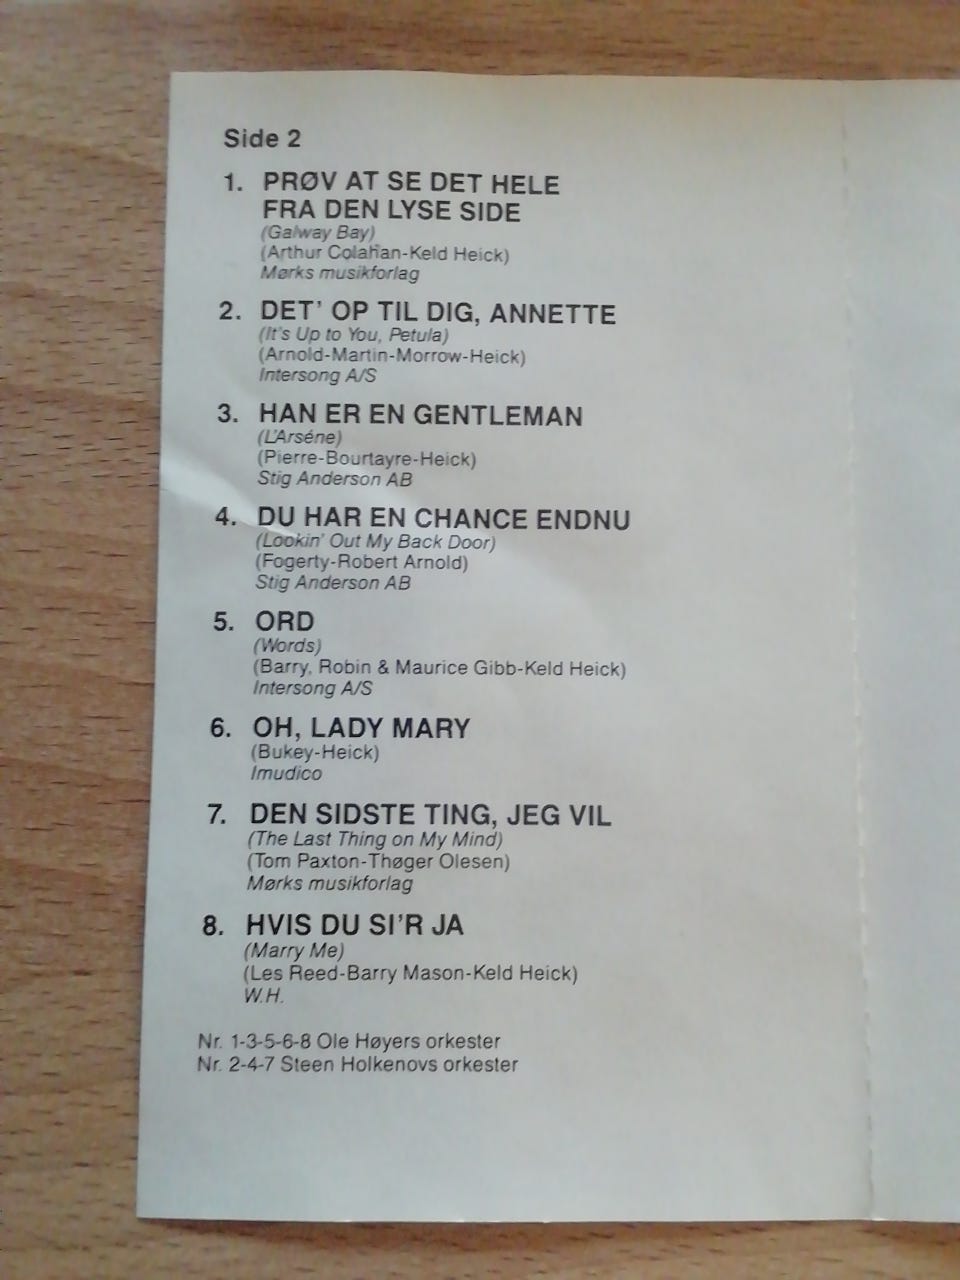 Side 2
1. PRØV AT SE DET HELE
FRA DEN LYSE SIDE
(Galway Bay)
(Arthur Colahan-Keld Heick)
Mørks musikforlag
2. DET' OP TIL DIG, ANNETTE
(It's Up to You, Petula)
(Arnold-Martin-Morrow-Heick)
Intersong A/S
3. HAN ER EN GENTLEMAN
(L'Arséne)
(Pierre-Bourtayre-Heick)
Stig Anderson AB
4. DU HAR EN CHANCE ENDNU
(Lookin' Out My Back Door)
(Fogerty-Robert Arnold)
Stig Anderson AB
5. ORD
(Words)
(Barry, Robin & Maurice Gibb-Keld Heick)
Intersong A/S
6. OH, LADY MARY
(Bukey-Heick)
Imudico
7. DEN SIDSTE TING, JEG VIL
(The Last Thing on My Mind)
(Tom Paxton-Thøger Olesen)
Mørks musikforlag
8. HVIS DU SI'R JA
(Marry Me)
(Les Reed-Barry Mason-Keld Heick)
W.H.
Nr. 1-3-5-6-8 Ole Høyers orkester
Nr. 2-4-7 Steen Holkenovs orkester